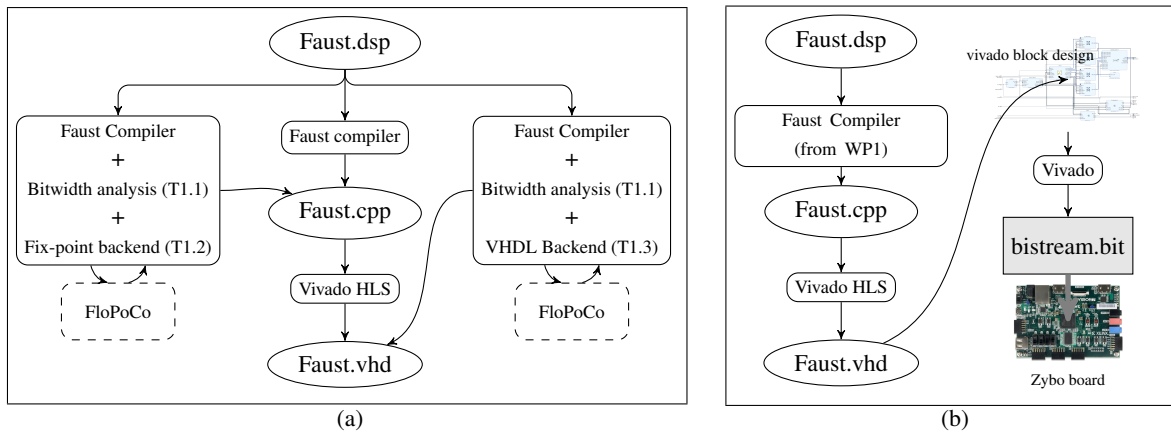 Faust.dsp
Faust Compiler
+
Bitwidth analysis (T1.1)
+
Fix-point backend (T1.2)
FloPoCo
Faust compiler
Faust.cpp
Vivado HLS
Faust.vhd
Faust Compiler
+
Bitwidth analysis (T1.1)
+
VHDL Backend (T1.3)
FloPoCo
(a)
Faust.dsp
Faust Compiler
(from WP1)
Faust.cpp
Vivado HLS
Faust.vhd
vivado block design
Vivado
bistream.bit
Zybo board
(b)